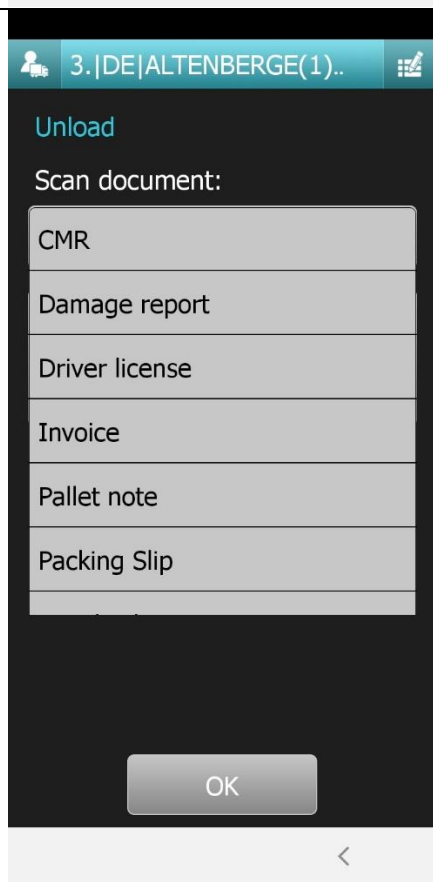 3.|DE|ALTENBERGE(1)..
Unload
Scan document:
CMR
Damage report
Driver license
Invoice
Pallet note
Packing Slip
OK